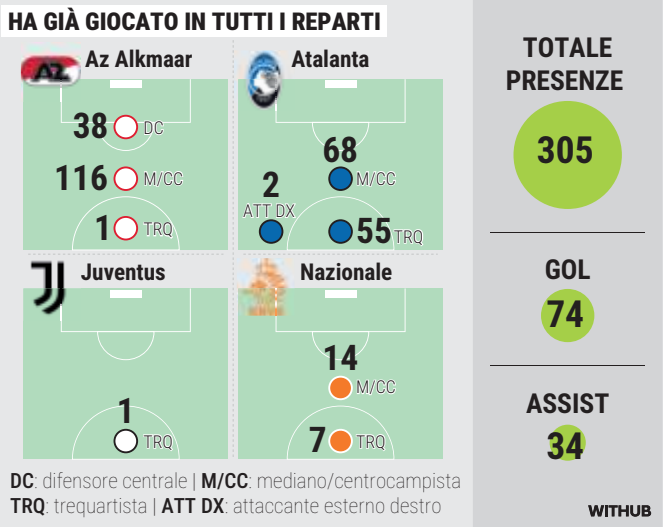 HA GIÀ GIOCATO IN TUTTI I REPARTI
AZ
Az Alkmaar
38 DC
116 M/CC
1 TRQ
Atalanta
68 M/CC
2 ATT DX
55 TRQ
Juventus
1 TRQ
Nazionale
14 M/CC
7 TRQ
DC: difensore centrale | M/CC: mediano/centrocampista
TRQ: trequartista | ATT DX: attaccante esterno destro
TOTALE
PRESENZE
305
GOL
74
ASSIST
34
WITHUB